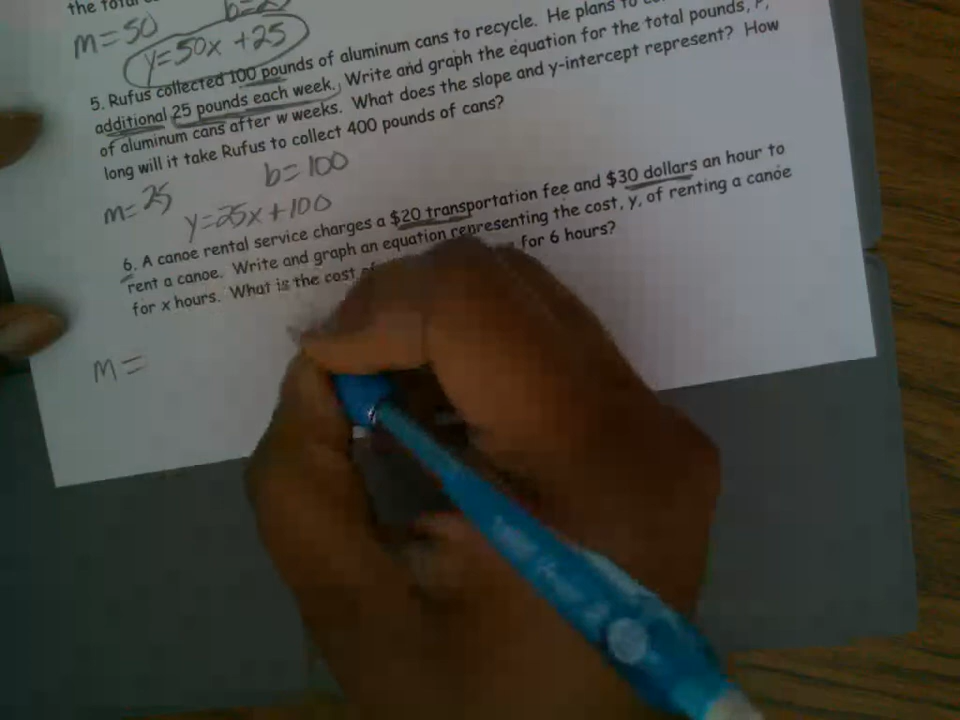 the total
b=25
m=50
y=50x +25
5. Rufus collected 100 pounds of aluminum cans to recycle. He plans to
additional 25 pounds each week. Write and graph the equation for the total pounds, P,
of aluminum cans after w weeks. What does the slope and y-intercept represent? How
long will it take Rufus to collect 400 pounds of cans?
m=25
b=100
y=25x+100
6. A canoe rental service charges a $20 transportation fee and $30 dollars an hour to
rent a canoe. Write and graph an equation representing the cost, y, of renting a canoe
for x hours. What is the cost of for 6 hours?
m=